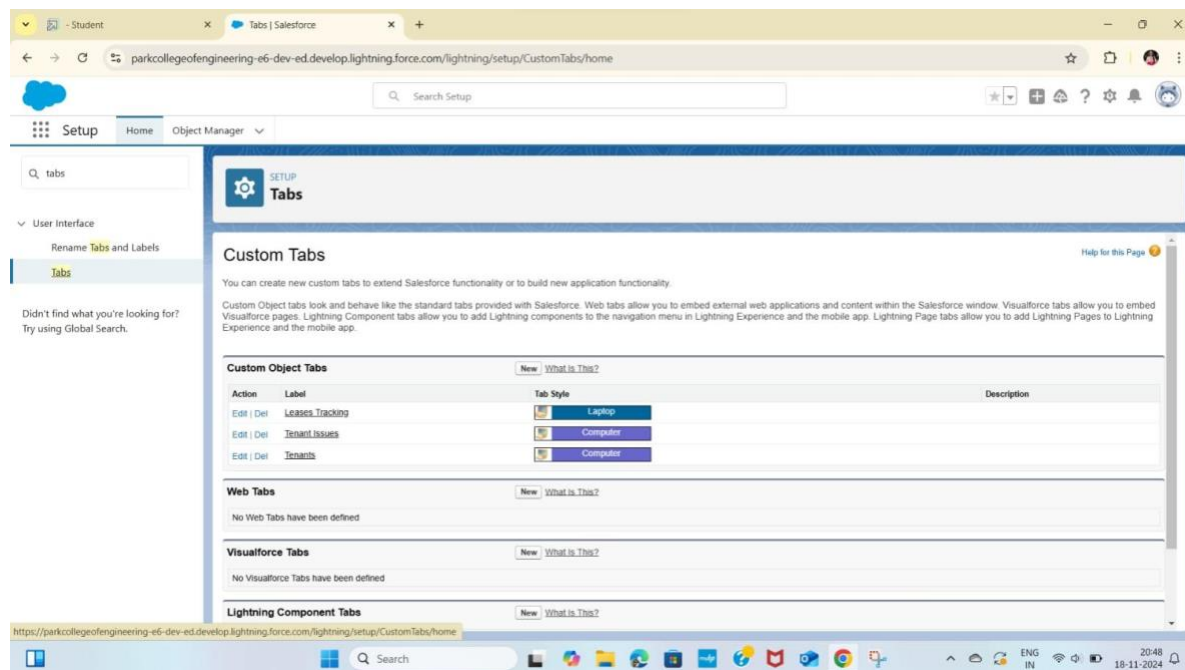 - Student
Tabs | Salesforce
parkcollegeofengineering-e6-dev-ed.develop.lightning.force.com/lightning/setup/CustomTabs/home
Search Setup
Setup
Home
Object Manager
tabs
User Interface
Rename Tabs and Labels
Tabs
Didn't find what you're looking for?
Try using Global Search.
SETUP
Tabs
Custom Tabs
Help for this Page
You can create new custom tabs to extend Salesforce functionality or to build new application functionality.
Custom Object tabs look and behave like the standard tabs provided with Salesforce. Web tabs allow you to embed external web applications and content within the Salesforce window. Visualforce tabs allow you to embed
Visualforce pages. Lightning Component tabs allow you to add Lightning components to the navigation menu in Lightning Experience and the mobile app. Lightning Page tabs allow you to add Lightning Pages to Lightning
Experience and the mobile app.
Custom Object Tabs New What Is This?
Action Label Tab Style Description
Edit | Del Leases Tracking Laptop
Edit | Del Tenant Issues Computer
Edit | Del Tenants Computer
Web Tabs New What Is This?
No Web Tabs have been defined
Visualforce Tabs New What Is This?
No Visualforce Tabs have been defined
Lightning Component Tabs New What Is This?
https://parkcollegeofengineering-e6-dev-ed.develop.lightning.force.com/lightning/setup/CustomTabs/home
Search
ENG
IN
20:48
18-11-2024